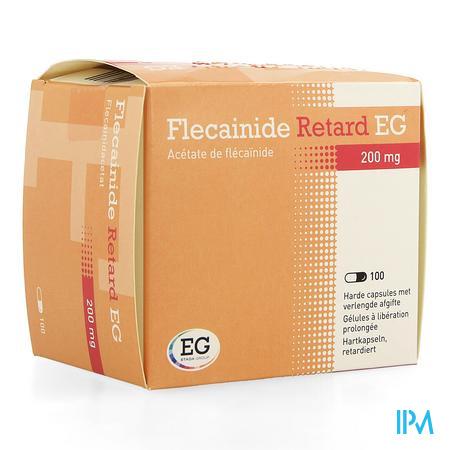 Flecainide Retard EG
Acétate de flécaïnide
200 mg
100
Harde capsules met
verlengde afgifte
Gélules à libération
prolongée
Hartkapseln,
retardiert
EG
STADA GROUP
Flecainide Retard EG
Flecainidacetat
200 mg
100
IPM